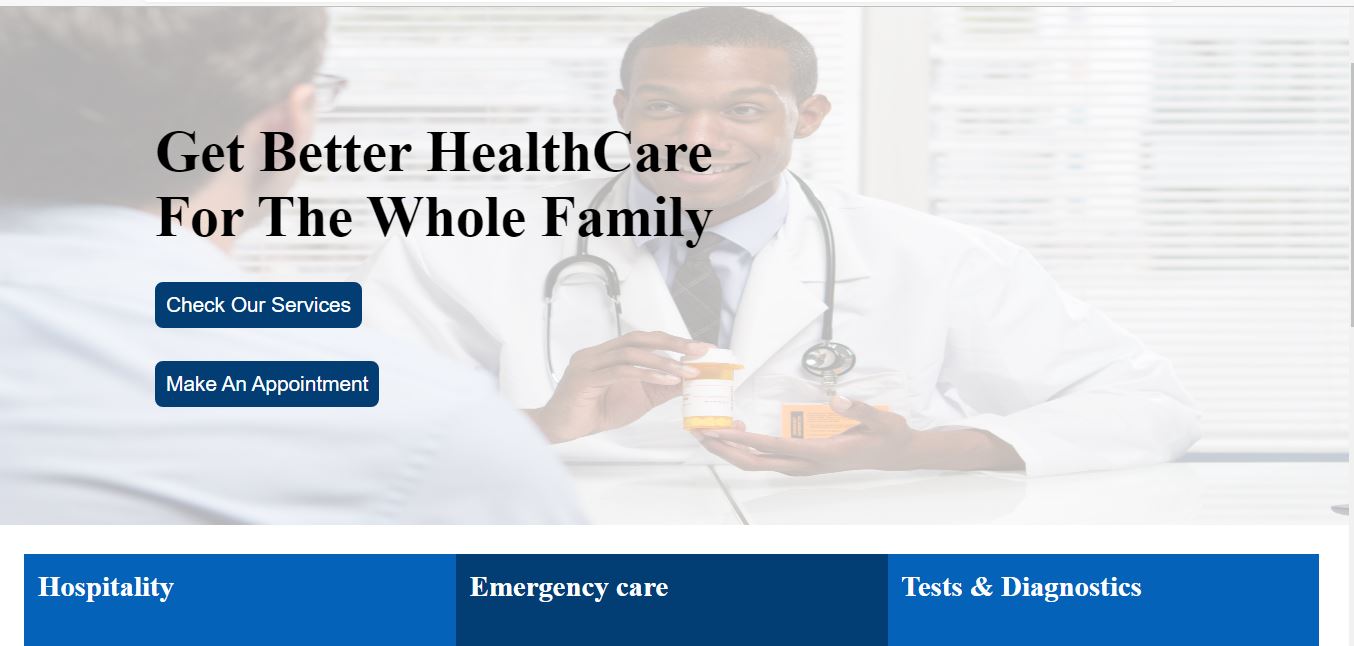 Get Better HealthCare
For The Whole Family
Check Our Services
Make An Appointment
Hospitality
Emergency care
Tests & Diagnostics